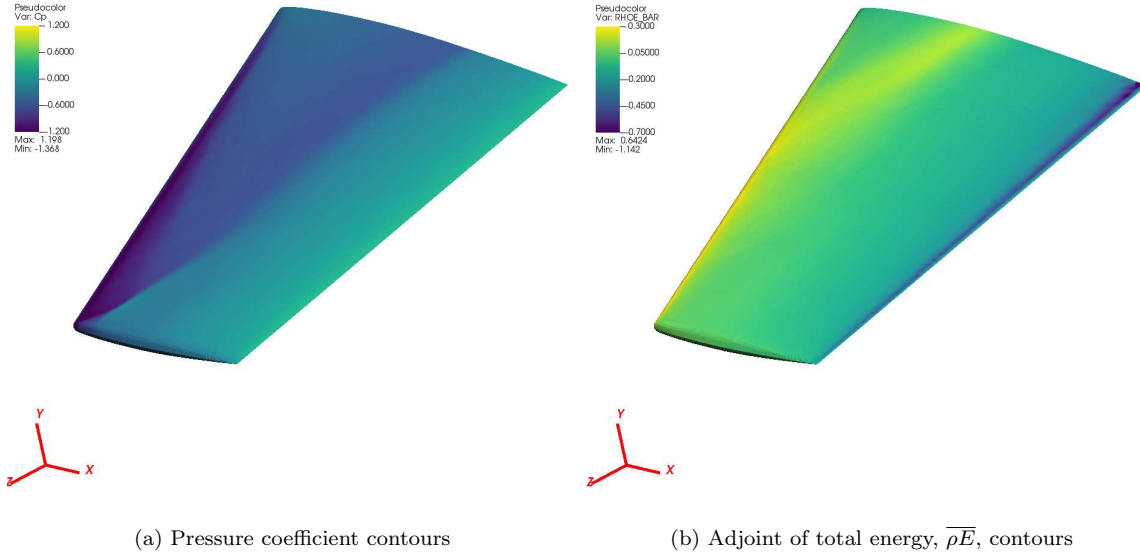 Pseudocolor
Var: Cp
1.200
0.6000
0.000
0.6000
1.200
Max: 1.198
Min: -1.368
Y
X
Z
(a) Pressure coefficient contours
Pseudocolor
Var: RHOE_BAR
0.3000
0.05000
0.2000
0.4500
0.7000
Max: 0.6424
Min: -1.142
Y
X
Z
(b) Adjoint of total energy, $\overline{\rho E}$, contours